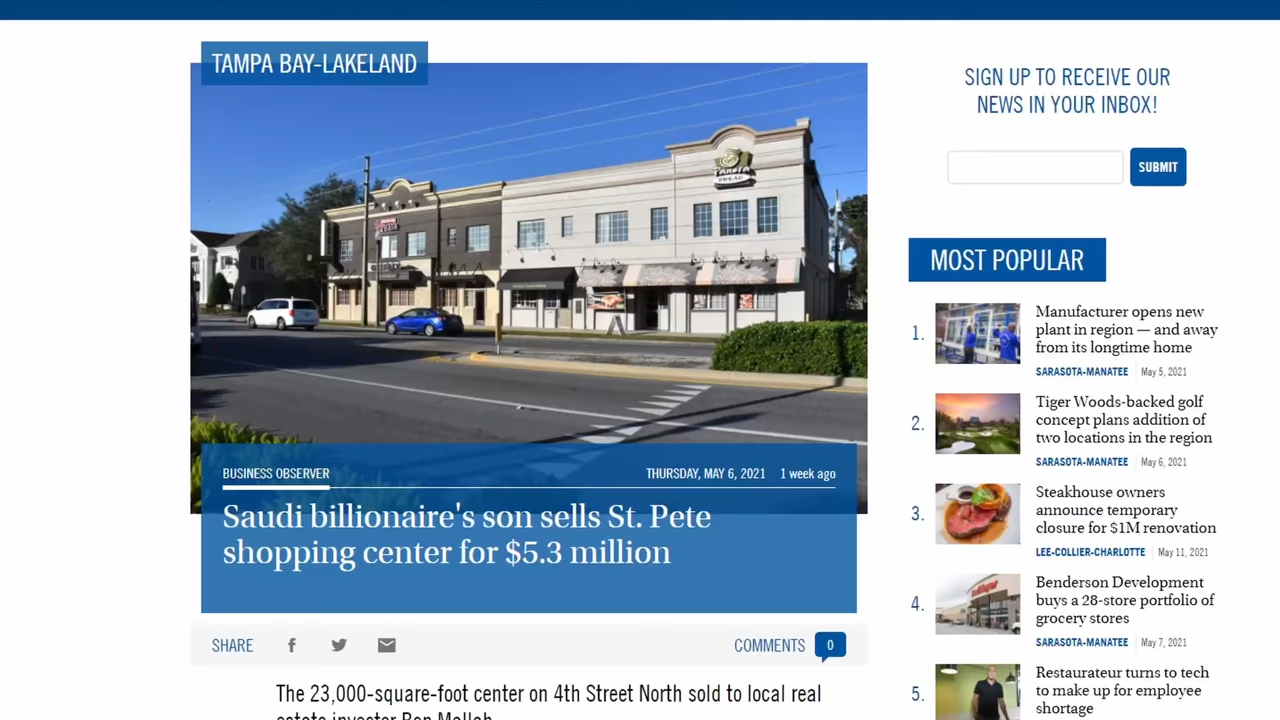 TAMPA BAY-LAKELAND
Panera
BREAD
BUSINESS OBSERVER
THURSDAY, MAY 6, 2021 1 week ago
Saudi billionaire's son sells St. Pete
shopping center for $5.3 million
SHARE
COMMENTS 0
The 23,000-square-foot center on 4th Street North sold to local real
estate investor Ben Mallah
SIGN UP TO RECEIVE OUR
NEWS IN YOUR INBOX!
SUBMIT
MOST POPULAR
1.
Manufacturer opens new
plant in region — and away
from its longtime home
SARASOTA-MANATEE May 5, 2021
2.
Tiger Woods-backed golf
concept plans addition of
two locations in the region
SARASOTA-MANATEE May 6, 2021
3.
Steakhouse owners
announce temporary
closure for $1M renovation
LEE-COLLIER-CHARLOTTE May 11, 2021
4.
Benderson Development
buys a 28-store portfolio of
grocery stores
SARASOTA-MANATEE May 7, 2021
5.
Restaurateur turns to tech
to make up for employee
shortage